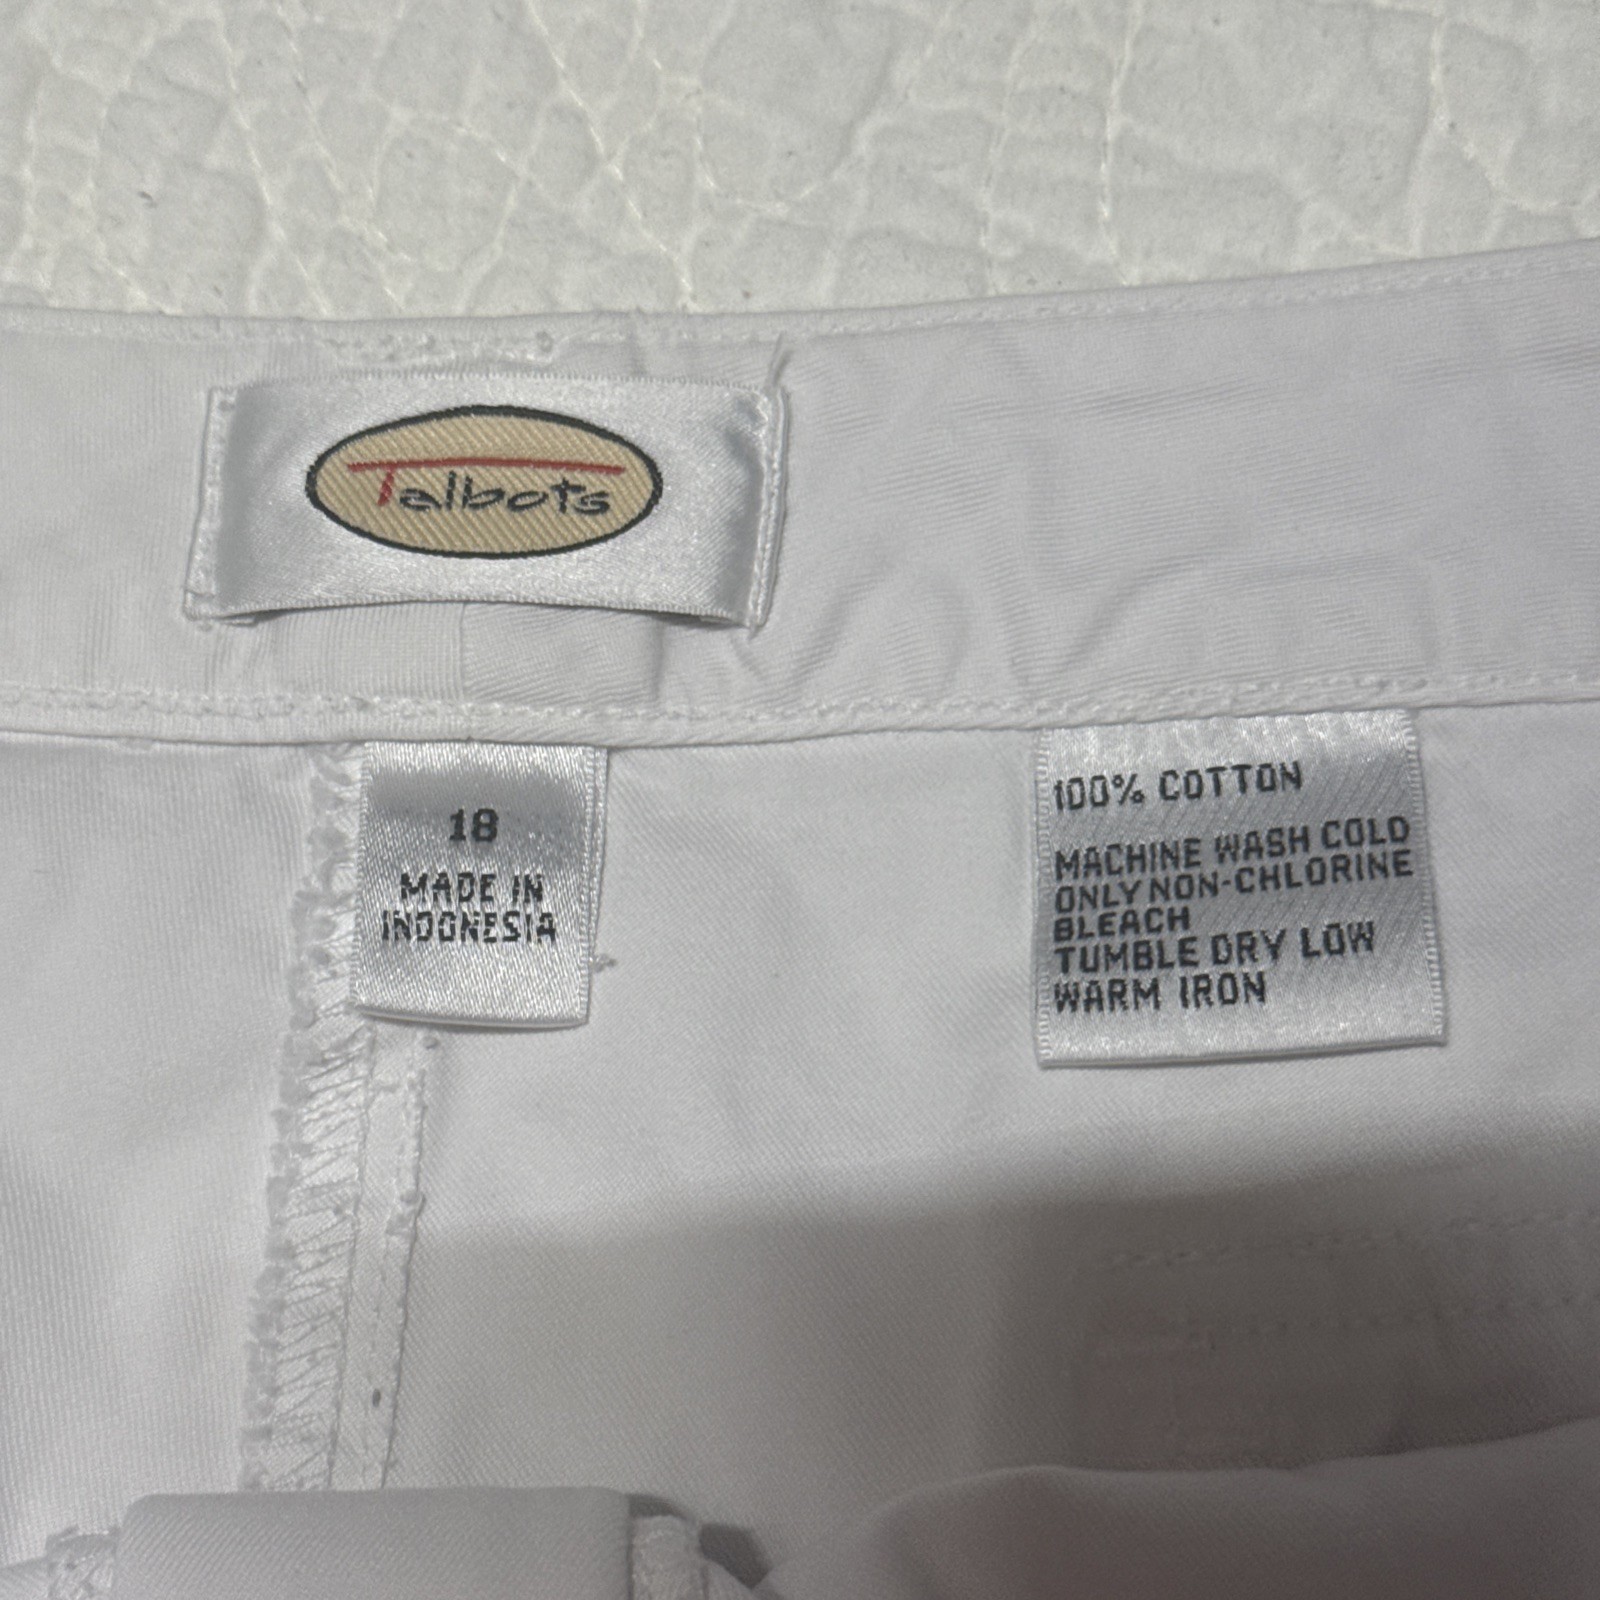 Talbots
18
MADE IN
INDONESIA
100% COTTON
MACHINE WASH COLD
ONLY NON-CHLORINE
BLEACH
TUMBLE DRY LOW
WARM IRON